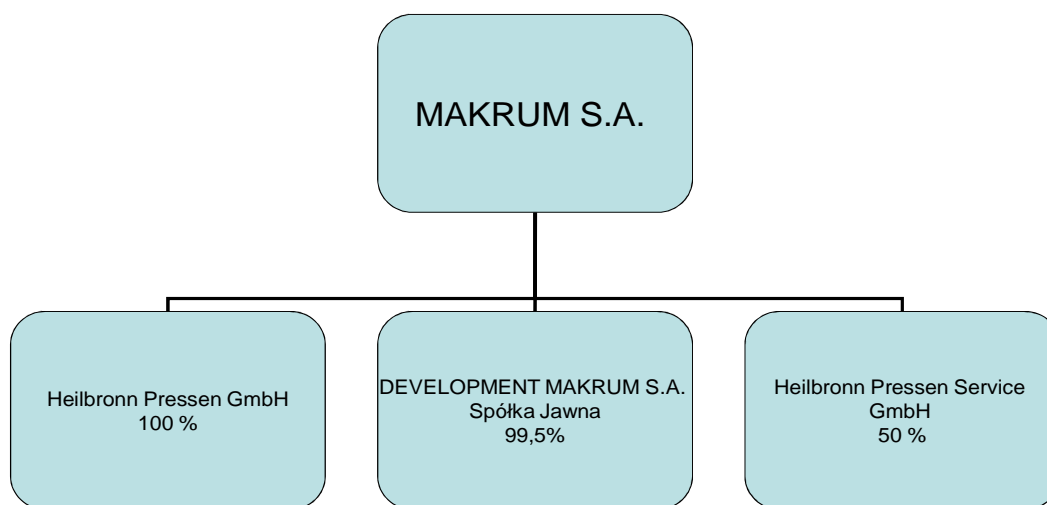 MAKRUM S.A.
Heilbronn Pressen GmbH
100 %
DEVELOPMENT MAKRUM S.A.
Spółka Jawna
99,5%
Heilbronn Pressen Service
GmbH
50 %